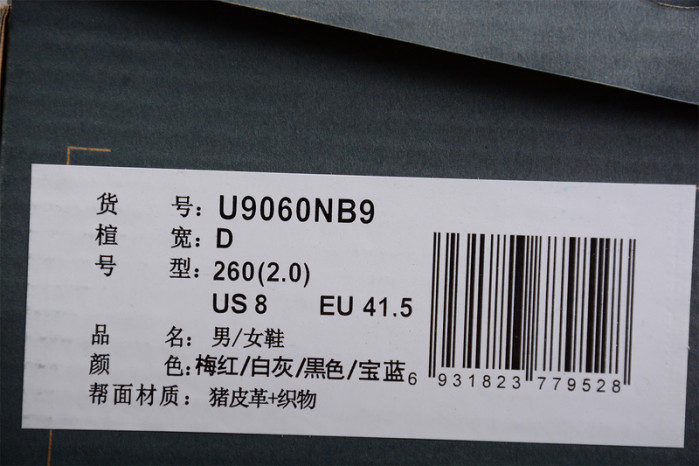 货 号: U9060NB9
楦 宽: D
号 型: 260(2.0)
US 8 EU 41.5
品 名: 男/女鞋
颜 色: 梅红/白灰/黑色/宝蓝
帮面材质: 猪皮革+织物
6 931823 779528